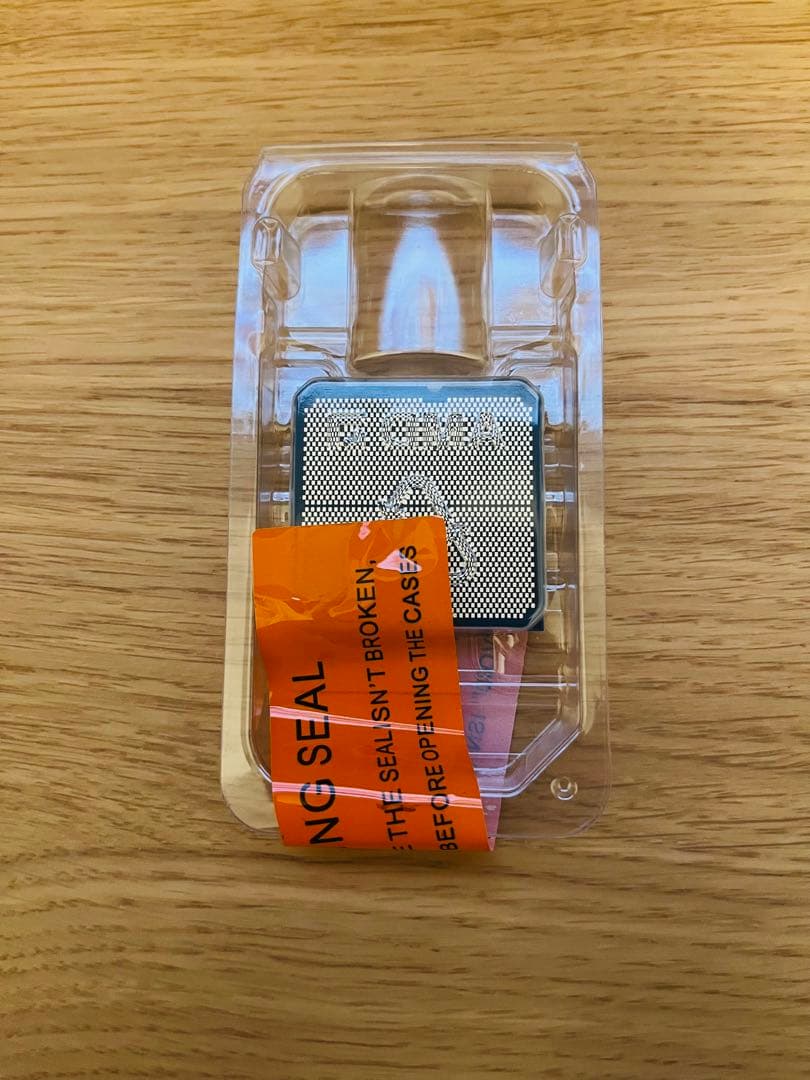 NG SEAL
E THE SEAL ISN'T BROKEN,
BEFORE OPENING THE CASES